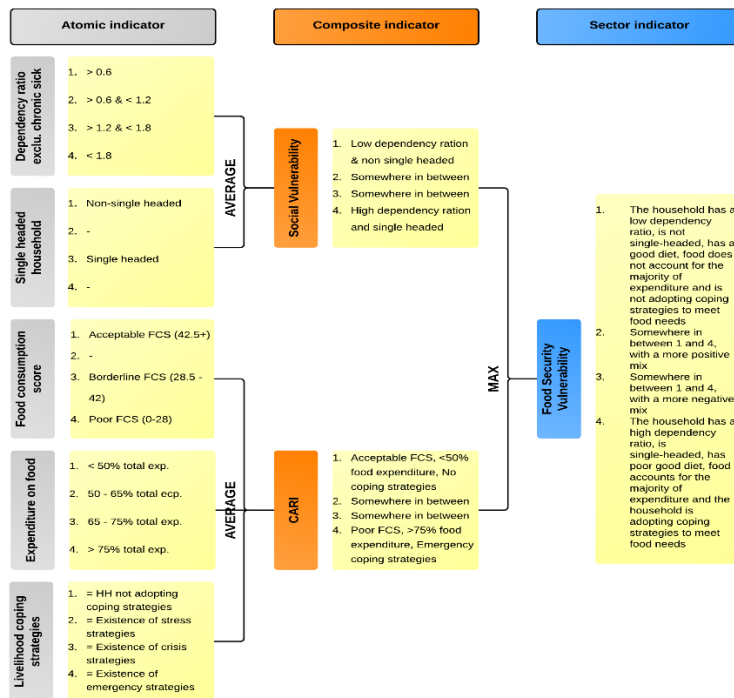 Atomic indicator
Composite indicator
Sector indicator
Dependency ratio
exclu. chronic sick
1. > 0.6
2. > 0.6 & < 1.2
3. > 1.2 & < 1.8
4. < 1.8
Single headed
household
1. Non-single headed
2. -
3. Single headed
4. -
AVERAGE
Social Vulnerability
1. Low dependency ration
& non single headed
2. Somewhere in between
3. Somewhere in between
4. High dependency ration
and single headed
Food consumption
score
1. Acceptable FCS (42.5+)
2. -
3. Borderline FCS (28.5 -
42)
4. Poor FCS (0-28)
Expenditure on food
1. < 50% total exp.
2. 50 - 65% total ecp.
3. 65 - 75% total exp.
4. > 75% total exp.
Livelihood coping
strategies
1. = HH not adopting
coping strategies
2. = Existence of stress
strategies
3. = Existence of crisis
strategies
4. = Existence of
emergency strategies
AVERAGE
CARI
1. Acceptable FCS, <50%
food expenditure, No
coping strategies
2. Somewhere in between
3. Somewhere in between
4. Poor FCS, >75% food
expenditure, Emergency
coping strategies
MAX
Food Security
Vulnerability
1. The household has a
low dependency
ratio, is not
single-headed, has a
good diet, food does
not account for the
majority of
expenditure and is
not adopting coping
strategies to meet
food needs
2. Somewhere in
between 1 and 4,
with a more positive
mix
3. Somewhere in
between 1 and 4,
with a more negative
mix
4. The household has a
high dependency
ratio, is
single-headed, has
poor good diet, food
accounts for the
majority of
expenditure and the
household is
adopting coping
strategies to meet
food needs